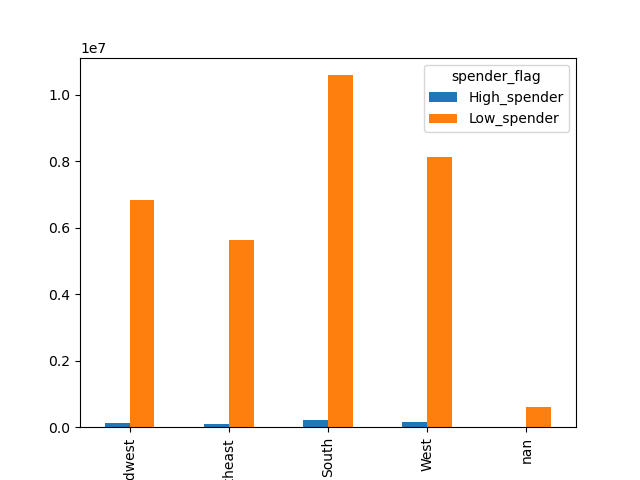 1e7
spender_flag
High_spender
Low_spender
1.0
0.8
0.6
0.4
0.2
0.0
dwest
heast
South
West
nan